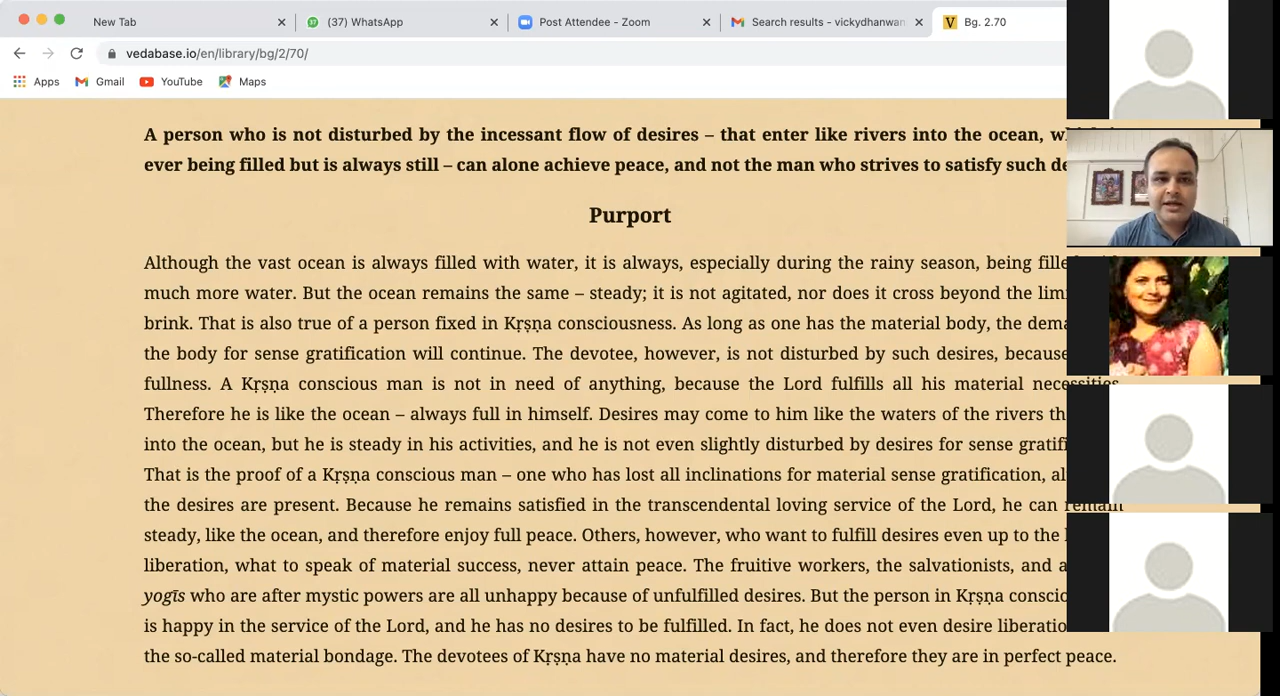 New Tab
(37) WhatsApp
Post Attendee - Zoom
Search results - vickydhanwan
Bg. 2.70
vedabase.io/en/library/bg/2/70/
Apps
Gmail
YouTube
Maps
A person who is not disturbed by the incessant flow of desires – that enter like rivers into the ocean,
ever being filled but is always still – can alone achieve peace, and not the man who strives to satisfy such
Purport
Although the vast ocean is always filled with water, it is always, especially during the rainy season, being
much more water. But the ocean remains the same – steady; it is not agitated, nor does it cross beyond the
brink. That is also true of a person fixed in Kṛṣṇa consciousness. As long as one has the material body, the
the body for sense gratification will continue. The devotee, however, is not disturbed by such desires, because
fullness. A Kṛṣṇa conscious man is not in need of anything, because the Lord fulfills all his material necessities.
Therefore he is like the ocean – always full in himself. Desires may come to him like the waters of the rivers
into the ocean, but he is steady in his activities, and he is not even slightly disturbed by desires for sense
That is the proof of a Kṛṣṇa conscious man – one who has lost all inclinations for material sense gratification,
the desires are present. Because he remains satisfied in the transcendental loving service of the Lord, he can remain
steady, like the ocean, and therefore enjoy full peace. Others, however, who want to fulfill desires even up to the
liberation, what to speak of material success, never attain peace. The fruitive workers, the salvationists, and
yogīs who are after mystic powers are all unhappy because of unfulfilled desires. But the person in Kṛṣṇa
is happy in the service of the Lord, and he has no desires to be fulfilled. In fact, he does not even desire
the so-called material bondage. The devotees of Kṛṣṇa have no material desires, and therefore they are in perfect peace.